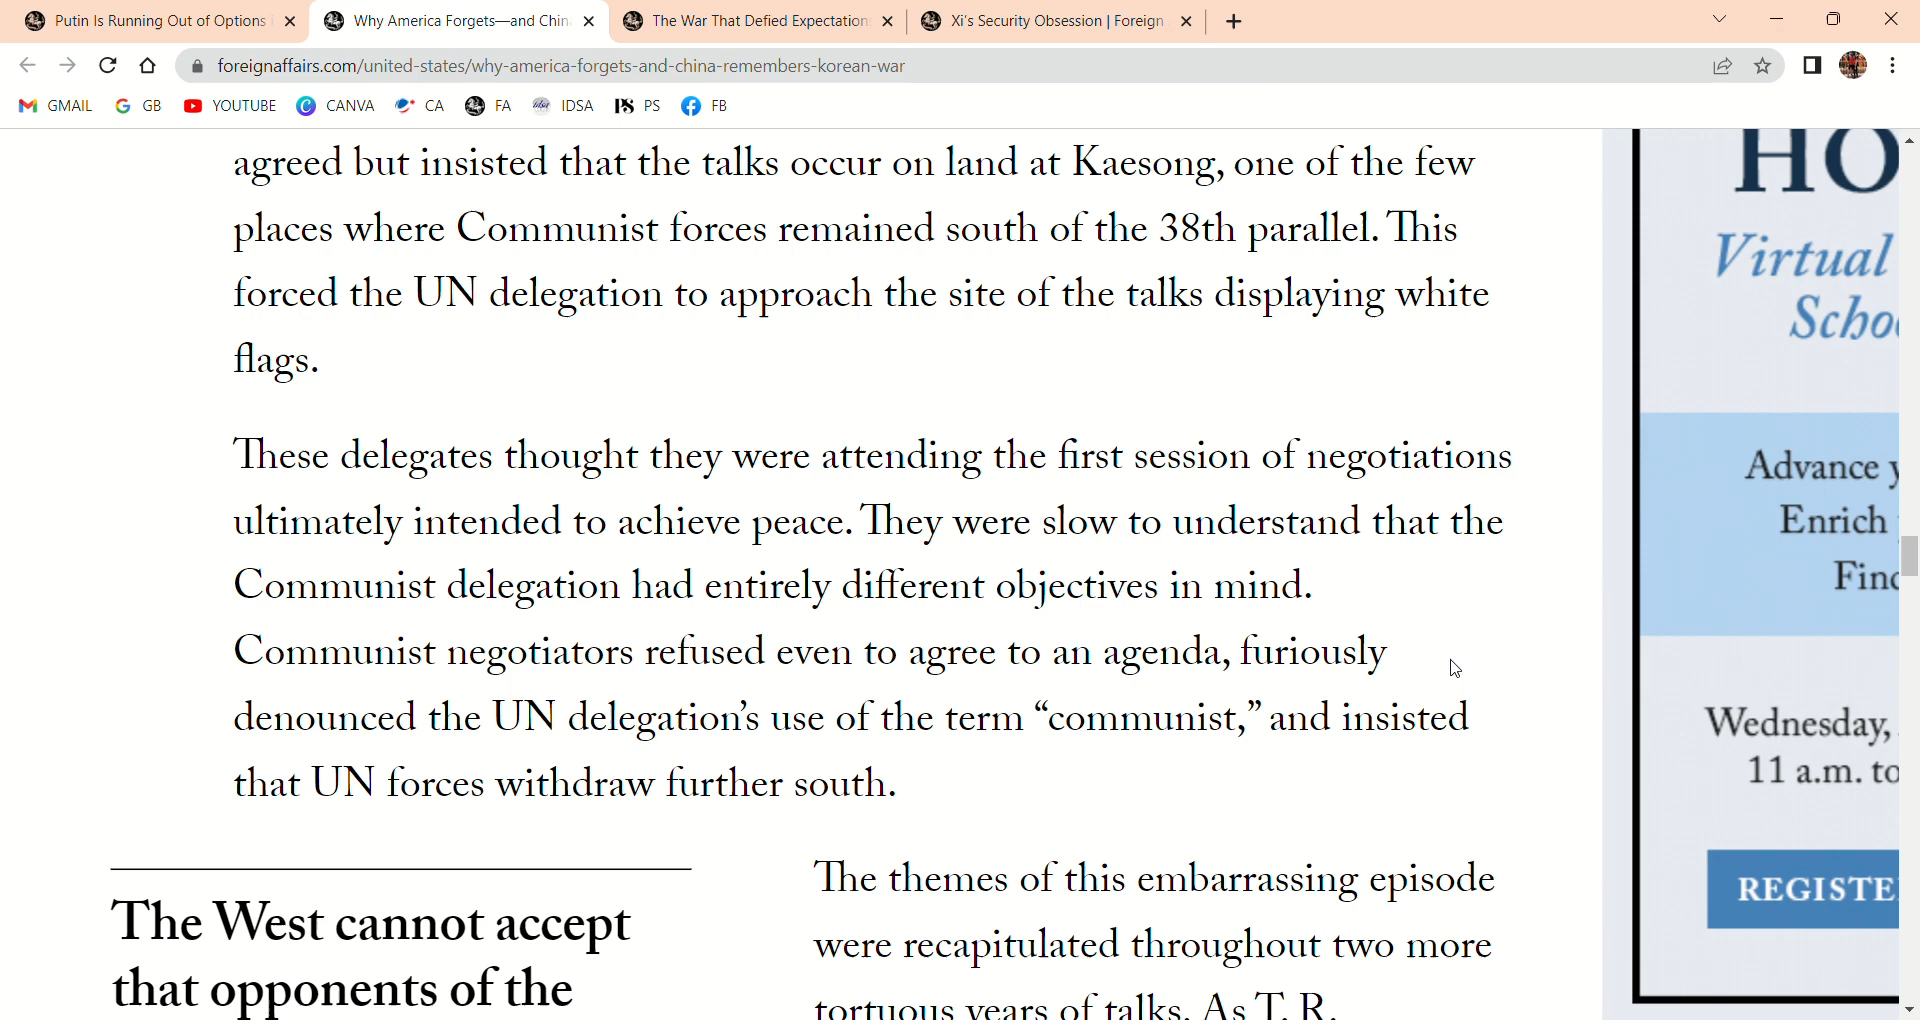 Putin Is Running Out of Options
Why America Forgets—and Chin
The War That Defied Expectation
Xi's Security Obsession | Foreign
foreignaffairs.com/united-states/why-america-forgets-and-china-remembers-korean-war
GMAIL
GB
YOUTUBE
CANVA
CA
FA
IDSA
PS PS
FB
agreed but insisted that the talks occur on land at Kaesong, one of the few
places where Communist forces remained south of the 38th parallel. This
forced the UN delegation to approach the site of the talks displaying white
flags.
These delegates thought they were attending the first session of negotiations
ultimately intended to achieve peace. They were slow to understand that the
Communist delegation had entirely different objectives in mind.
Communist negotiators refused even to agree to an agenda, furiously
denounced the UN delegation's use of the term “communist,” and insisted
that UN forces withdraw further south.
The West cannot accept
that opponents of the
The themes of this embarrassing episode
were recapitulated throughout two more
tortuous years of talks. As T. R.
HO
Virtual
Schoo
Advance y
Enrich
Find
Wednesday,
11 a.m. to
REGISTE